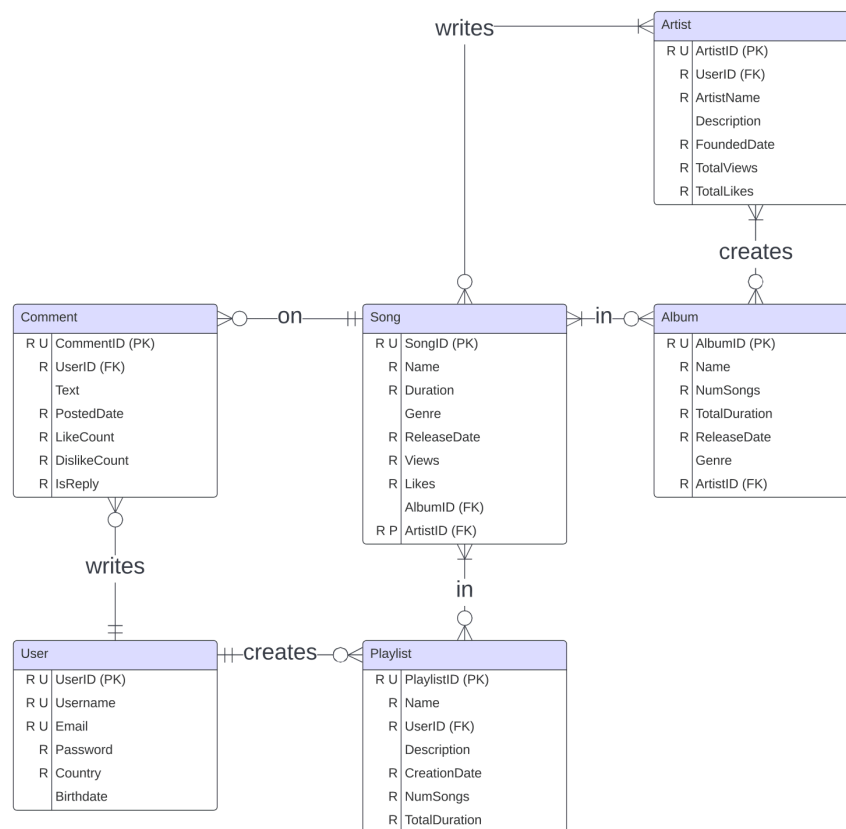 writes
Artist
R U ArtistID (PK)
R UserID (FK)
R ArtistName
Description
R FoundedDate
R TotalViews
R TotalLikes
creates
Comment
R U CommentID (PK)
R UserID (FK)
Text
R PostedDate
R LikeCount
R DislikeCount
R IsReply
on
Song
R U SongID (PK)
R Name
R Duration
Genre
R ReleaseDate
R Views
R Likes
AlbumID (FK)
R P ArtistID (FK)
in
Album
R U AlbumID (PK)
R Name
R NumSongs
R TotalDuration
R ReleaseDate
Genre
R ArtistID (FK)
writes
in
User
R U UserID (PK)
R U Username
R U Email
R Password
R Country
Birthdate
creates
Playlist
R U PlaylistID (PK)
R Name
R UserID (FK)
Description
R CreationDate
R NumSongs
R TotalDuration